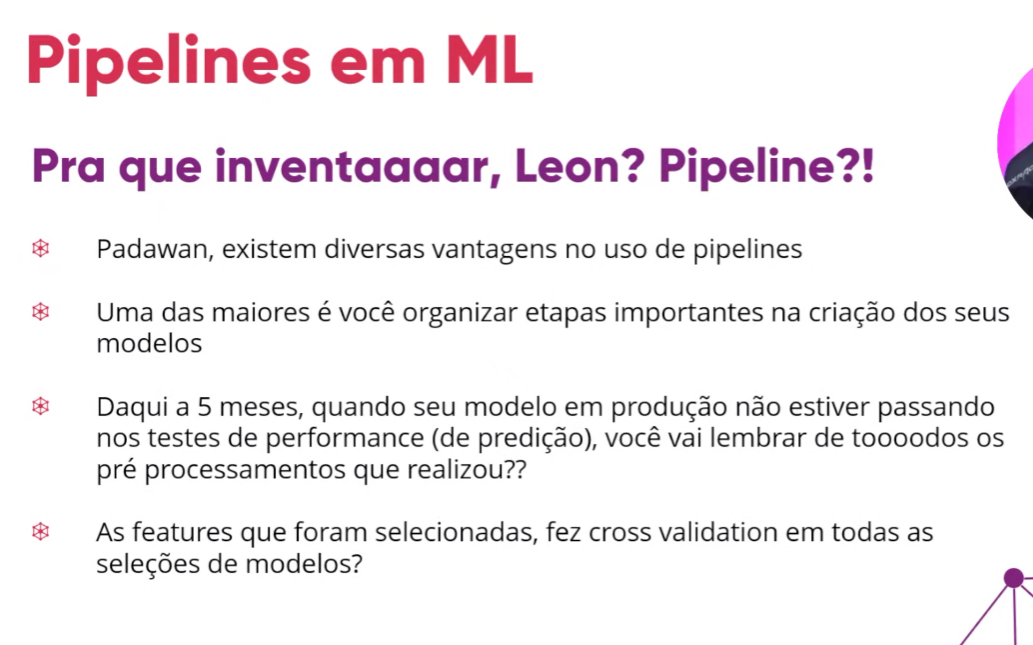 Pipelines em ML
Pra que inventaaaar, Leon? Pipeline?!
Padawan, existem diversas vantagens no uso de pipelines
Uma das maiores é você organizar etapas importantes na criação dos seus
modelos
Daqui a 5 meses, quando seu modelo em produção não estiver passando
nos testes de performance (de predição), você vai lembrar de toooodos os
pré processamentos que realizou??
As features que foram selecionadas, fez cross validation em todas as
seleções de modelos?